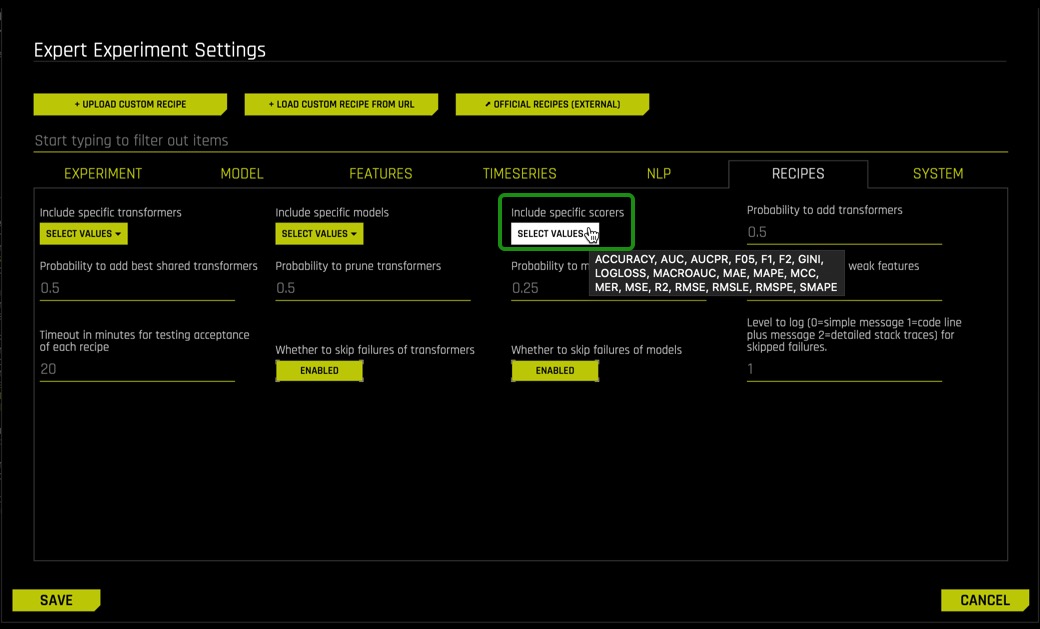 Expert Experiment Settings
+ UPLOAD CUSTOM RECIPE
+ LOAD CUSTOM RECIPE FROM URL
OFFICIAL RECIPES (EXTERNAL)
Start typing to filter out items
EXPERIMENT
MODEL
FEATURES
TIMESERIES
NLP
RECIPES
SYSTEM
Include specific transformers
SELECT VALUES
Include specific models
SELECT VALUES
Include specific scorers
SELECT VALUES
Probability to add transformers
0.5
ACCURACY, AUC, AUCPR, F05, F1, F2, GINI,
LOGLOSS, MACROAUC, MAE, MAPE, MCC,
MER, MSE, R2, RMSE, RMSLE, RMSPE, SMAPE
Probability to add best shared transformers
0.5
Probability to prune transformers
0.5
Probability to m
0.25
weak features
Timeout in minutes for testing acceptance
of each recipe
20
Whether to skip failures of transformers
ENABLED
Whether to skip failures of models
ENABLED
Level to log (0=simple message 1=code line
plus message 2=detailed stack traces) for
skipped failures.
1
SAVE
CANCEL